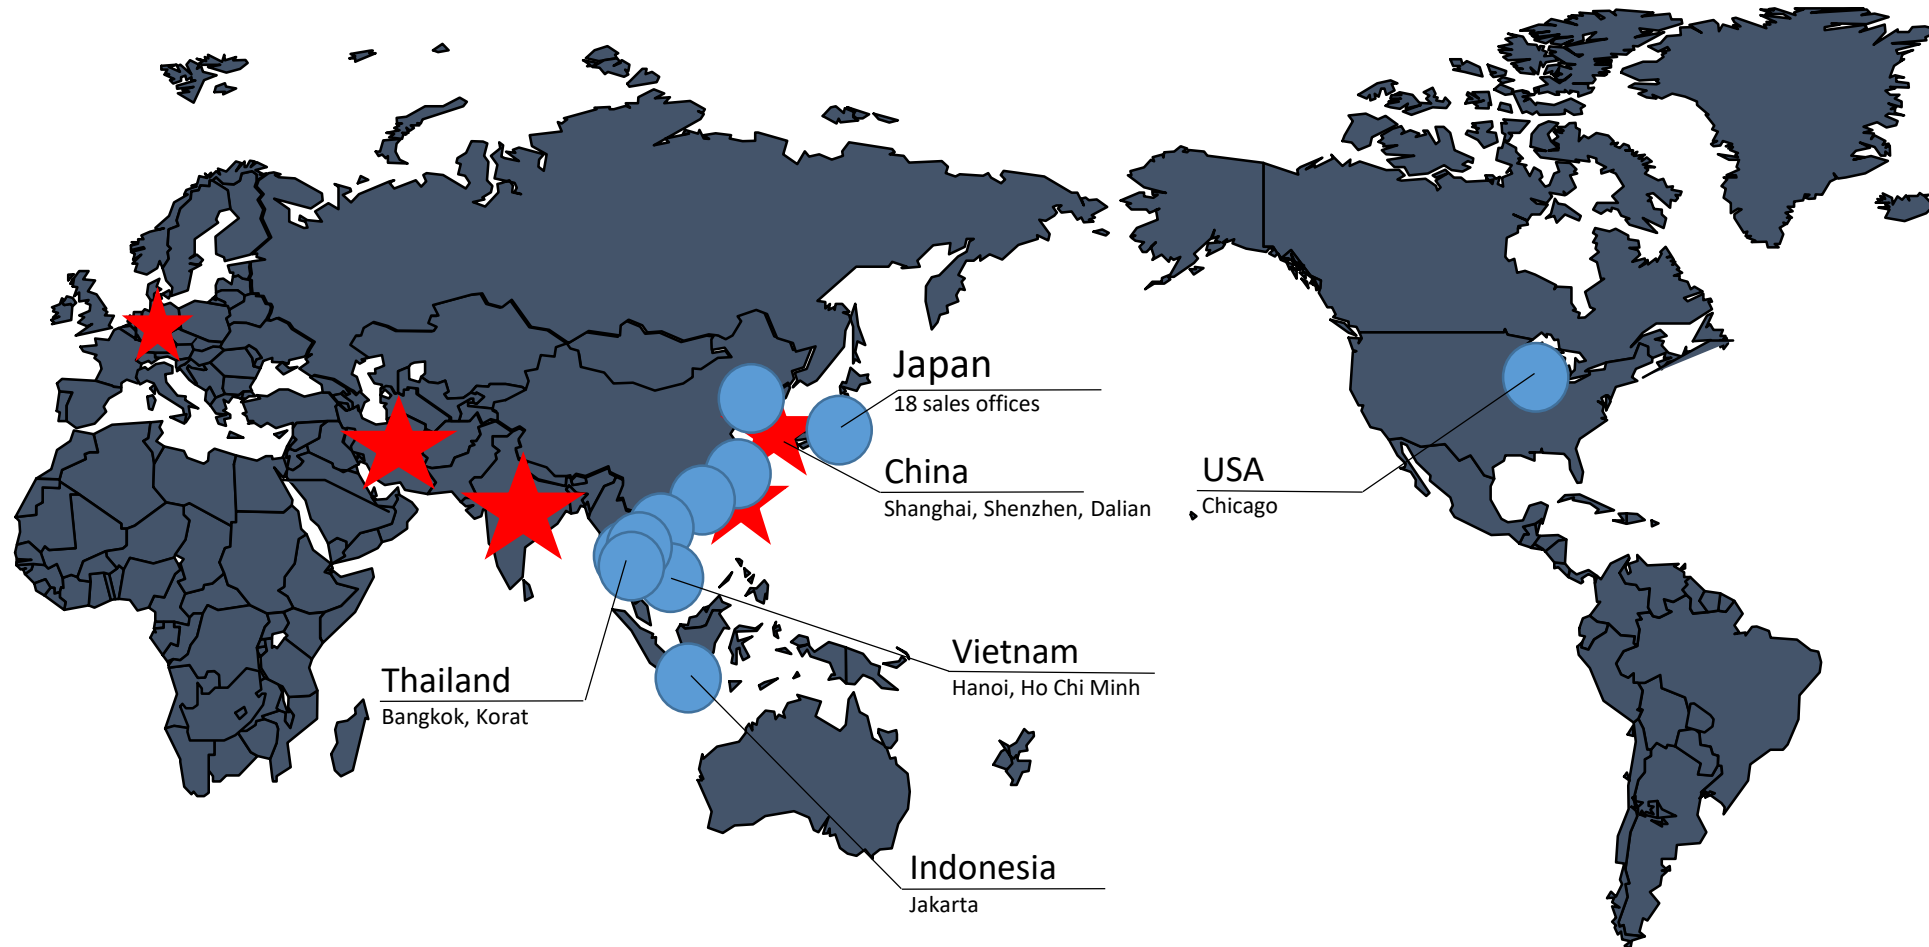 Japan
18 sales offices
China
Shanghai, Shenzhen, Dalian
USA
Chicago
Vietnam
Hanoi, Ho Chi Minh
Thailand
Bangkok, Korat
Indonesia
Jakarta